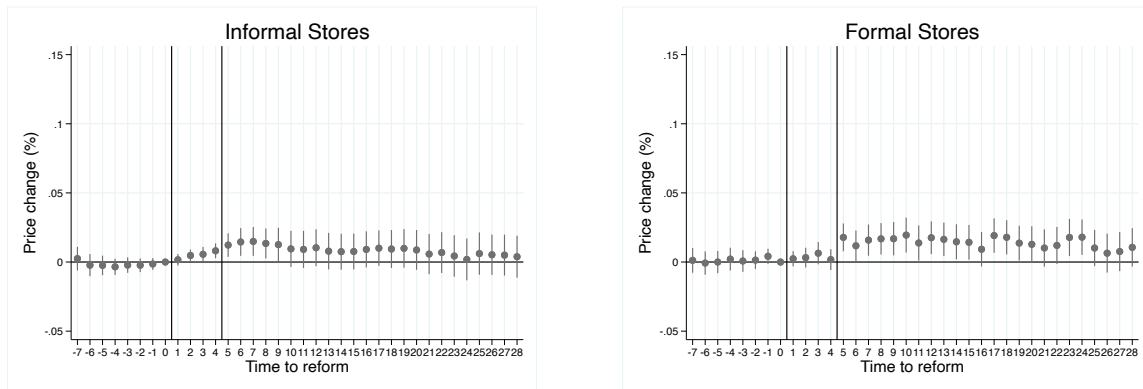 Informal Stores
.15
.1
.05
0
-.05
Price change (%)
-7 -6 -5 -4 -3 -2 -1 0 1 2 3 4 5 6 7 8 9 10 11 12 13 14 15 16 17 18 19 20 21 22 23 24 25 26 27 28
Time to reform
Formal Stores
.15
.1
.05
0
-.05
Price change (%)
-7 -6 -5 -4 -3 -2 -1 0 1 2 3 4 5 6 7 8 9 10 11 12 13 14 15 16 17 18 19 20 21 22 23 24 25 26 27 28
Time to reform